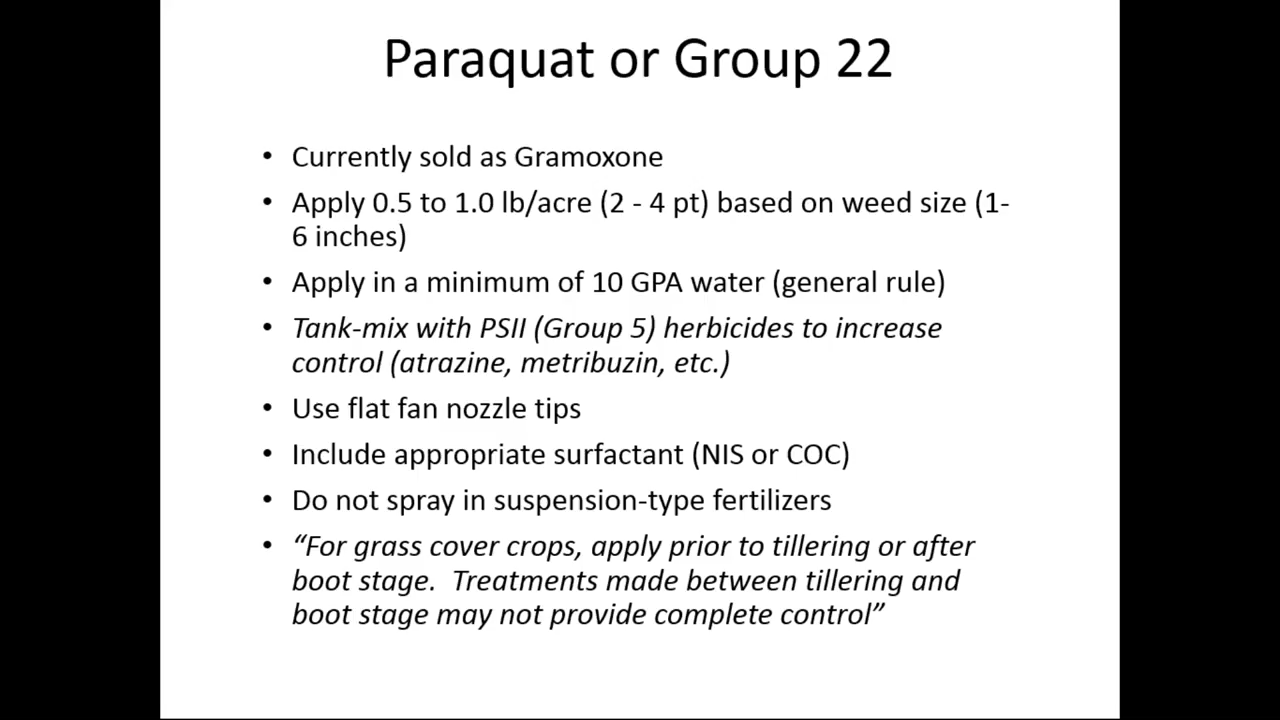 Paraquat or Group 22
• Currently sold as Gramoxone
• Apply 0.5 to 1.0 lb/acre (2 - 4 pt) based on weed size (1-
6 inches)
• Apply in a minimum of 10 GPA water (general rule)
• Tank-mix with PSII (Group 5) herbicides to increase
control (atrazine, metribuzin, etc.)
• Use flat fan nozzle tips
• Include appropriate surfactant (NIS or COC)
• Do not spray in suspension-type fertilizers
• “For grass cover crops, apply prior to tillering or after
boot stage.  Treatments made between tillering and
boot stage may not provide complete control”